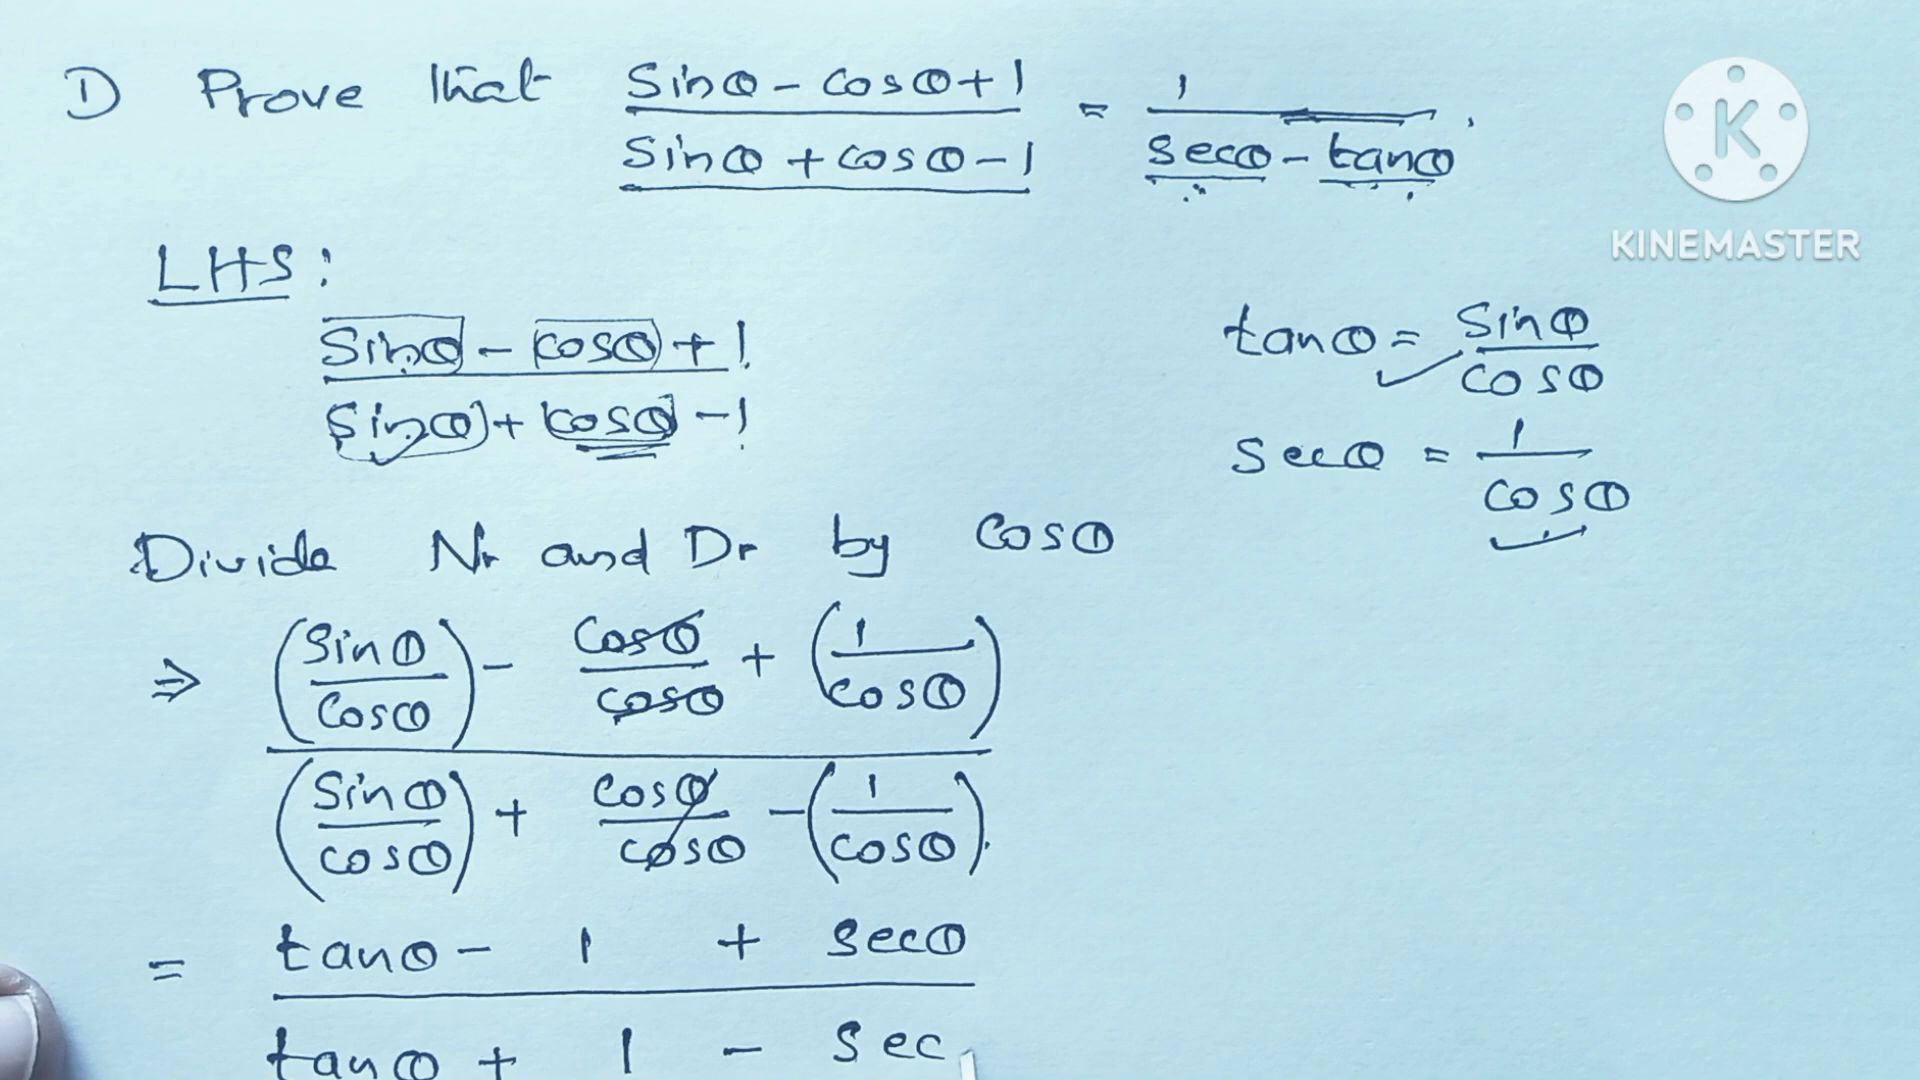 1) Prove that (Sinθ - cosθ + 1)/(Sinθ + cosθ - 1) = 1/(secθ - tanθ).
K
KINEMASTER
LHS:
(Sinθ - cosθ + 1)/(Sinθ + cosθ - 1)
tanθ = Sinθ/cosθ
secθ = 1/cosθ
Divide Nr and Dr by cosθ
⇒ ((Sinθ/cosθ) - cosθ/cosθ + (1/cosθ))/((Sinθ/cosθ) + cosθ/cosθ - (1/cosθ)).
= (tanθ - 1 + secθ)/(tanθ + 1 - sec